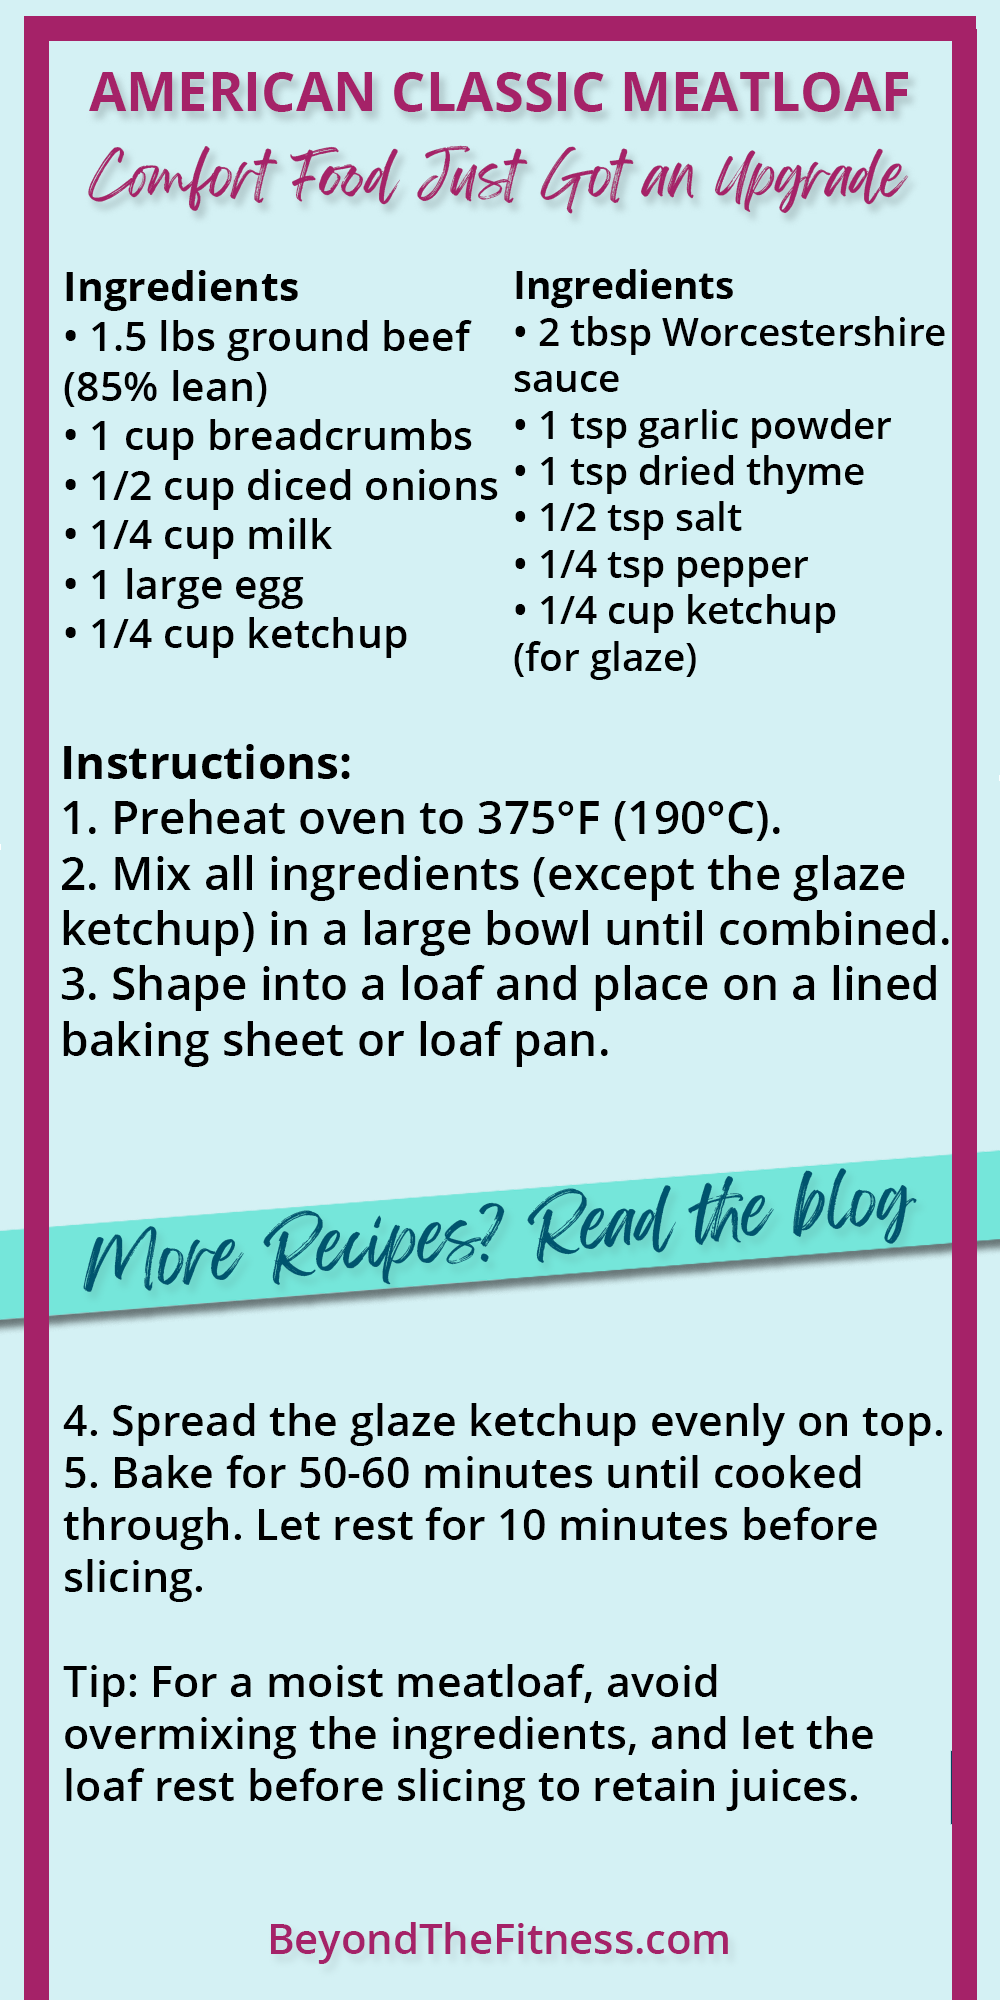 AMERICAN CLASSIC MEATLOAF
Comfort Food Just Got an Upgrade
Ingredients
• 1.5 lbs ground beef
(85% lean)
• 1 cup breadcrumbs
• 1/2 cup diced onions
• 1/4 cup milk
• 1 large egg
• 1/4 cup ketchup
Ingredients
• 2 tbsp Worcestershire
sauce
• 1 tsp garlic powder
• 1 tsp dried thyme
• 1/2 tsp salt
• 1/4 tsp pepper
• 1/4 cup ketchup
(for glaze)
Instructions:
1. Preheat oven to 375°F (190°C).
2. Mix all ingredients (except the glaze
ketchup) in a large bowl until combined.
3. Shape into a loaf and place on a lined
baking sheet or loaf pan.
More Recipes? Read the blog
4. Spread the glaze ketchup evenly on top.
5. Bake for 50-60 minutes until cooked
through. Let rest for 10 minutes before
slicing.
Tip: For a moist meatloaf, avoid
overmixing the ingredients, and let the
loaf rest before slicing to retain juices.
BeyondTheFitness.com